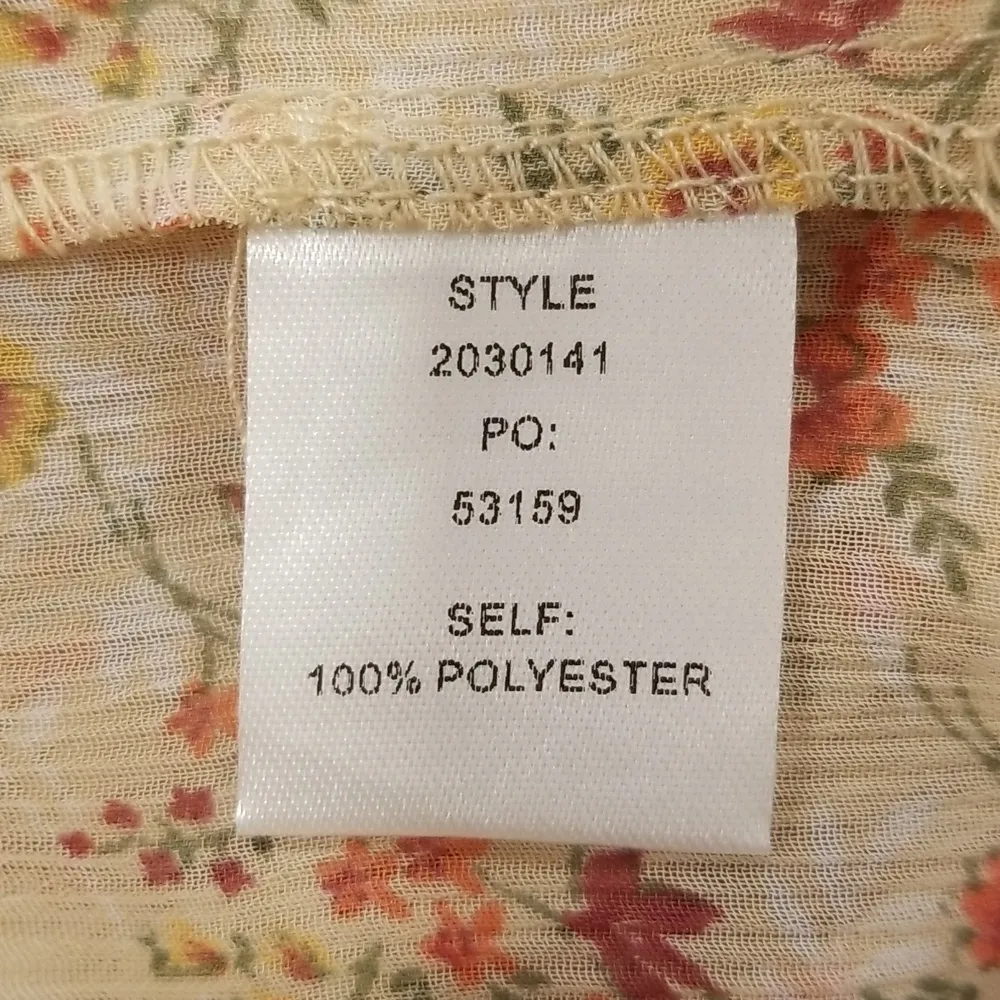 STYLE
2030141
PO:
53159
SELF:
100% POLYESTER